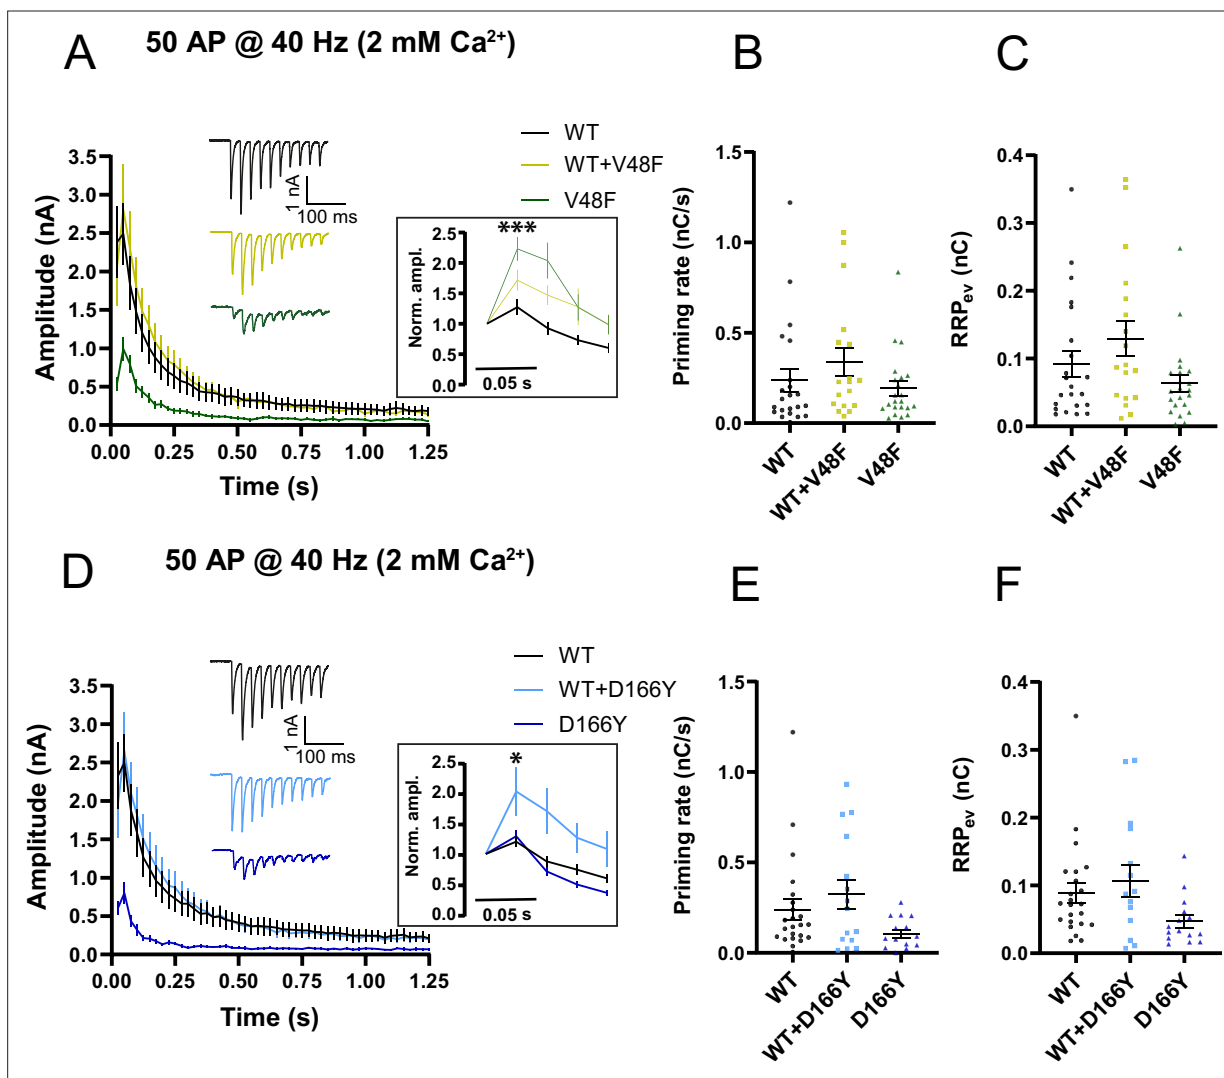 A
50 AP @ 40 Hz (2 mM Ca²⁺)
WT
WT+V48F
V48F
1 nA
100 ms
Amplitude (nA)
3.5
3.0
2.5
2.0
1.5
1.0
0.5
0.0
0.00 0.25 0.50 0.75 1.00 1.25
Time (s)
Norm. ampl.
2.5
2.0
1.5
1.0
0.5
0.0
***
0.05 s
B
Priming rate (nC/s)
1.5
1.0
0.5
0.0
WT
WT+V48F
V48F
C
RRPev (nC)
0.4
0.3
0.2
0.1
0.0
WT
WT+V48F
V48F
D
50 AP @ 40 Hz (2 mM Ca²⁺)
WT
WT+D166Y
D166Y
1 nA
100 ms
Amplitude (nA)
3.5
3.0
2.5
2.0
1.5
1.0
0.5
0.0
0.00 0.25 0.50 0.75 1.00 1.25
Time (s)
Norm. ampl.
2.5
2.0
1.5
1.0
0.5
0.0
*
0.05 s
E
Priming rate (nC/s)
1.5
1.0
0.5
0.0
WT
WT+D166Y
D166Y
F
RRPev (nC)
0.4
0.3
0.2
0.1
0.0
WT
WT+D166Y
D166Y